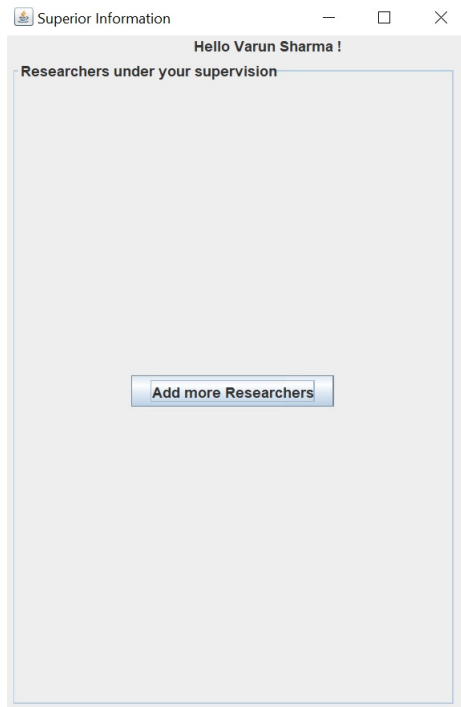 Superior Information
Hello Varun Sharma !
Researchers under your supervision
Add more Researchers